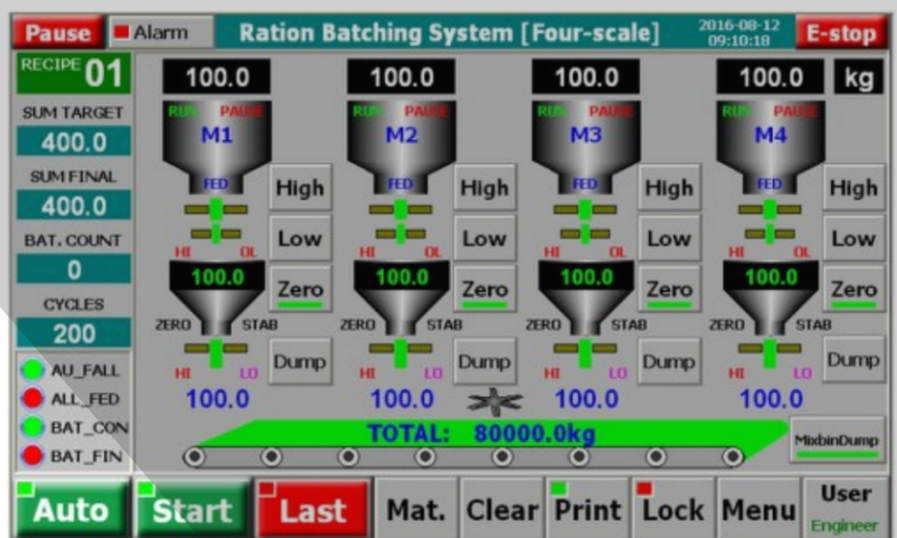 Pause Alarm Ration Batching System [Four-scale] 2016-08-12 09:10:18 E-stop
RECIPE 01
100.0 100.0 100.0 100.0 kg
SUM TARGET
400.0
RUN PAUSE RUN PAUSE RUN PAUSE RUN PAUSE
M1 M2 M3 M4
SUM FINAL
400.0
FED High FED High FED High FED High
BAT. COUNT
0
Low Low Low Low
HI OL HI OL HI OL HI OL
100.0 Zero 100.0 Zero 100.0 Zero 100.0 Zero
CYCLES
200
ZERO STAB ZERO STAB ZERO STAB ZERO STAB
Dump Dump Dump Dump
HI LO HI LO HI LO HI LO
AU_FALL
ALL_FED
100.0 100.0 100.0 100.0
BAT_CON
TOTAL: 80000.0kg
MixbinDump
BAT_FIN
Auto Start Last Mat. Clear Print Lock Menu User
Engineer